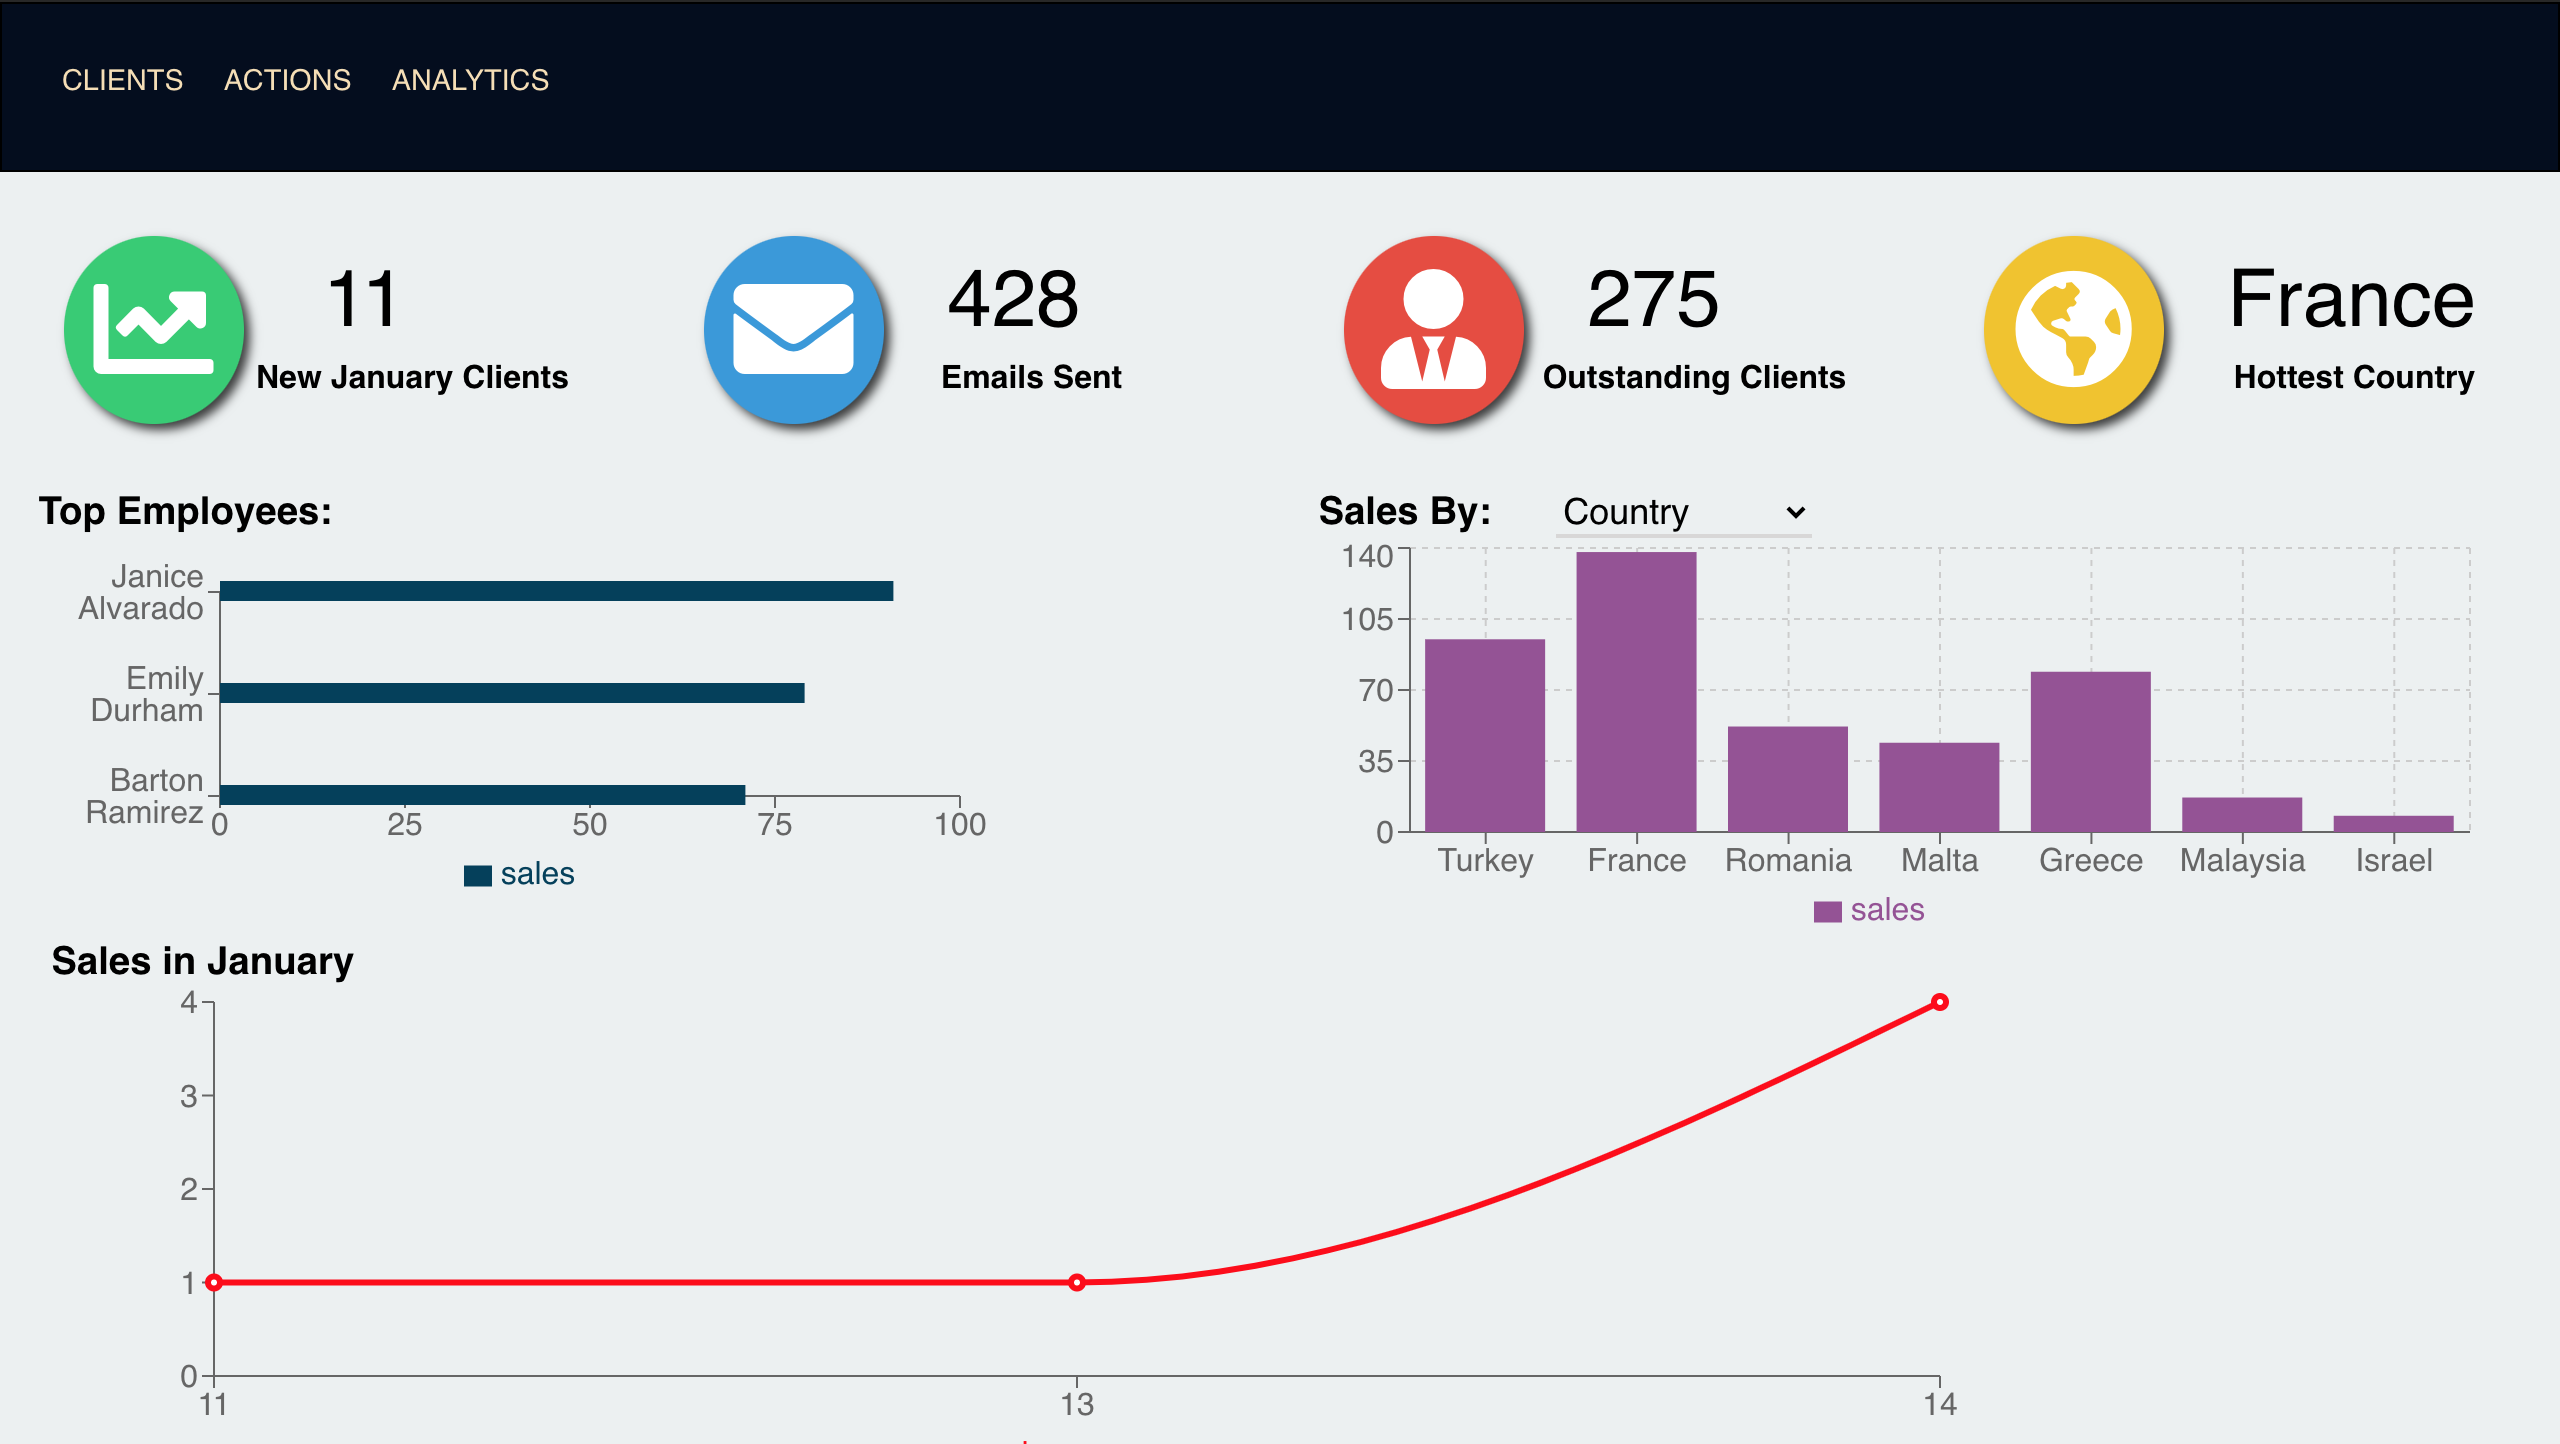 CLIENTS ACTIONS ANALYTICS
11
New January Clients
428
Emails Sent
275
Outstanding Clients
France
Hottest Country
Top Employees:
Janice
Alvarado
Emily
Durham
Barton
Ramirez
0 25 50 75 100
sales
Sales By: Country
140
105
70
35
0
Turkey France Romania Malta Greece Malaysia Israel
sales
Sales in January
4
3
2
1
0
11 13 14